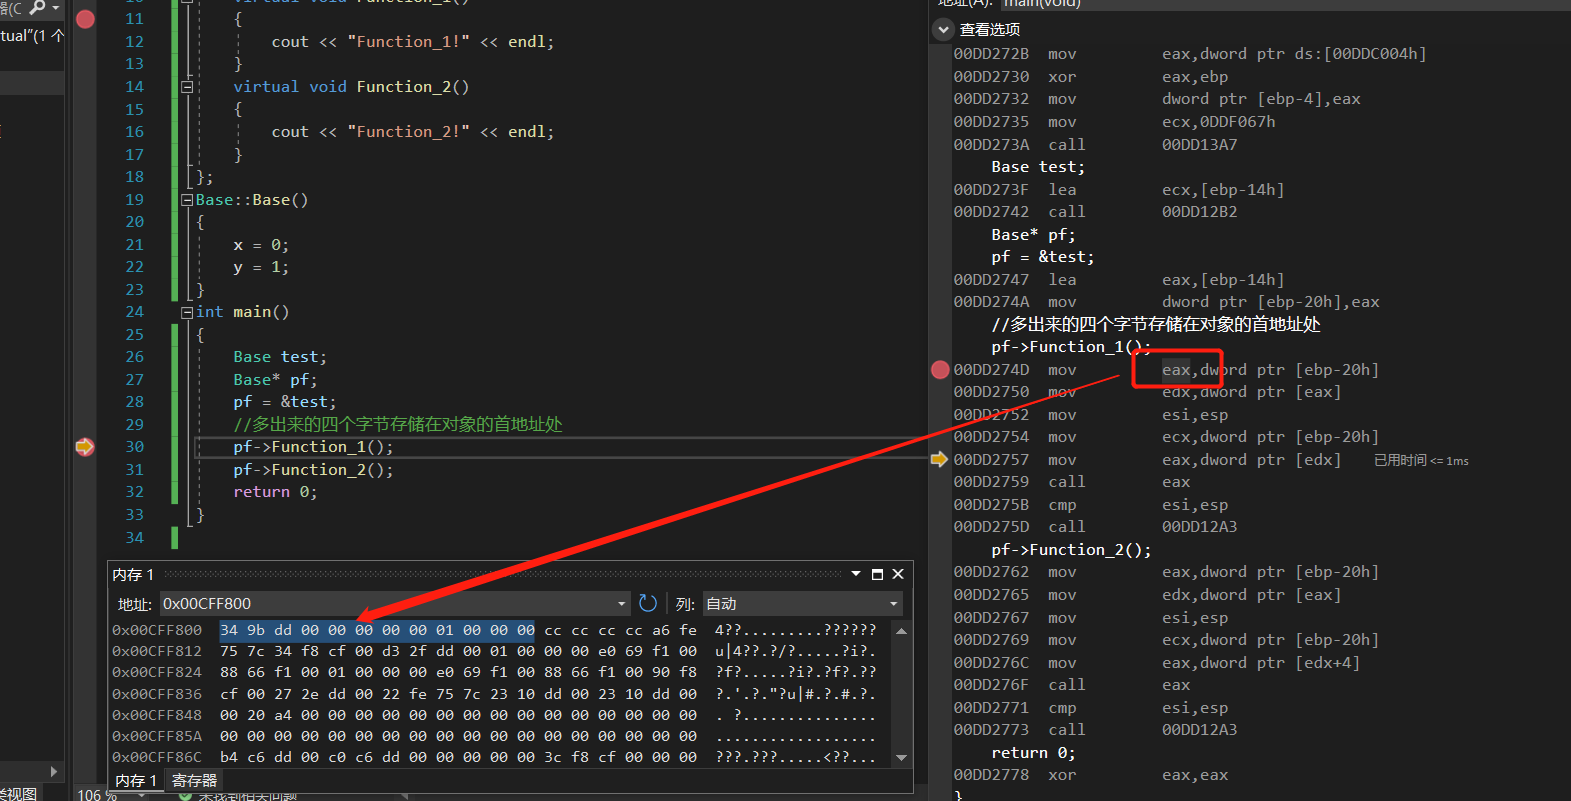 器(C
tual"(1 个
10 virtual void Function_1()
11 {
12 cout << "Function_1!" << endl;
13 }
14 virtual void Function_2()
15 {
16 cout << "Function_2!" << endl;
17 }
18 };
19 Base::Base()
20 {
21 x = 0;
22 y = 1;
23 }
24 int main()
25 {
26 Base test;
27 Base* pf;
28 pf = &test;
29 //多出来的四个字节存储在对象的首地址处
30 pf->Function_1();
31 pf->Function_2();
32 return 0;
33 }
34
内存 1
地址: 0x00CFF800 列: 自动
0x00CFF800 34 9b dd 00 00 00 00 00 01 00 00 00 cc cc cc cc a6 fe 4??.........??????
0x00CFF812 75 7c 34 f8 cf 00 d3 2f dd 00 01 00 00 00 e0 69 f1 00 u|4??.?/?.....?i?.
0x00CFF824 88 66 f1 00 01 00 00 00 e0 69 f1 00 88 66 f1 00 90 f8 ?f?.....?i?.?f?.??
0x00CFF836 cf 00 27 2e dd 00 22 fe 75 7c 23 10 dd 00 23 10 dd 00 ?.'.?."?u|#.?.#.?.
0x00CFF848 00 20 a4 00 00 00 00 00 00 00 00 00 00 00 00 00 00 00 . ?...............
0x00CFF85A 00 00 00 00 00 00 00 00 00 00 00 00 00 00 00 00 00 00 ..................
0x00CFF86C b4 c6 dd 00 c0 c6 dd 00 00 00 00 00 3c f8 cf 00 00 00 ???.???.....<??...
内存 1 寄存器
类视图
106 % 未找到相关问题
地址(A): main(void)
查看选项
00DD272B mov eax,dword ptr ds:[00DDC004h]
00DD2730 xor eax,ebp
00DD2732 mov dword ptr [ebp-4],eax
00DD2735 mov ecx,0DDF067h
00DD273A call 00DD13A7
Base test;
00DD273F lea ecx,[ebp-14h]
00DD2742 call 00DD12B2
Base* pf;
pf = &test;
00DD2747 lea eax,[ebp-14h]
00DD274A mov dword ptr [ebp-20h],eax
//多出来的四个字节存储在对象的首地址处
pf->Function_1();
00DD274D mov eax,dword ptr [ebp-20h]
00DD2750 mov edx,dword ptr [eax]
00DD2752 mov esi,esp
00DD2754 mov ecx,dword ptr [ebp-20h]
00DD2757 mov eax,dword ptr [edx] 已用时间 <= 1ms
00DD2759 call eax
00DD275B cmp esi,esp
00DD275D call 00DD12A3
pf->Function_2();
00DD2762 mov eax,dword ptr [ebp-20h]
00DD2765 mov edx,dword ptr [eax]
00DD2767 mov esi,esp
00DD2769 mov ecx,dword ptr [ebp-20h]
00DD276C mov eax,dword ptr [edx+4]
00DD276F call eax
00DD2771 cmp esi,esp
00DD2773 call 00DD12A3
return 0;
00DD2778 xor eax,eax
}